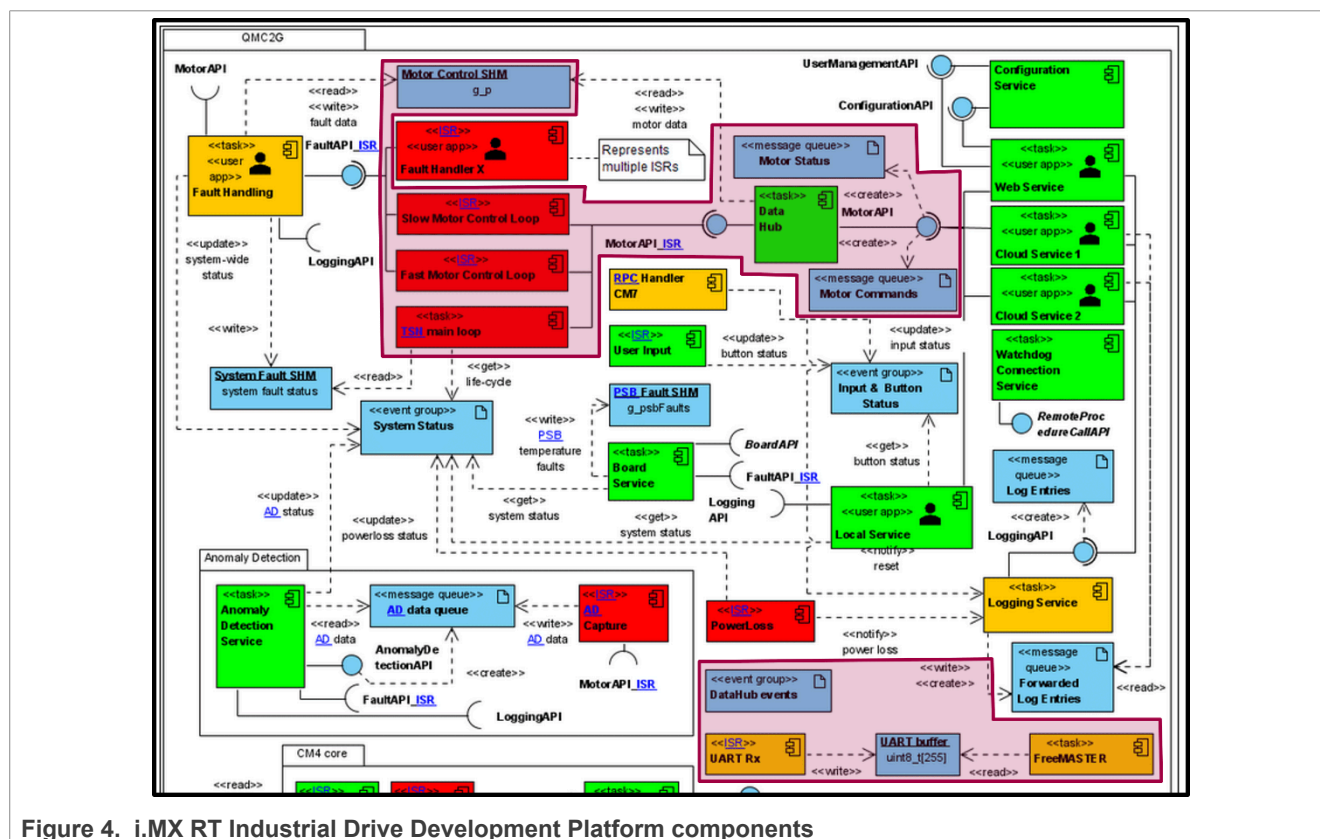 QMC2G
MotorAPI
<<read>>
<<write>>
fault data
Motor Control SHM
g_p
<<read>>
<<write>>
motor data
UserManagementAPI
ConfigurationAPI
Configuration
Service
<<task>>
<<user
app>>
Fault Handling
FaultAPI_ISR
<<ISR>>
<<user app>>
Fault Handler X
Represents
multiple ISRs
<<message queue>>
Motor Status
<<task>>
<<user app>>
Web Service
<<ISR>>
Slow Motor Control Loop
<<task>>
Data
Hub
<<create>>
MotorAPI
<<create>>
<<task>>
<<user app>>
Cloud Service 1
<<update>>
system-wide
status
LoggingAPI
MotorAPI_ISR
<<ISR>>
Fast Motor Control Loop
RPC Handler
CM7
<<message queue>>
Motor Commands
<<task>>
<<user app>>
Cloud Service 2
<<write>>
<<task>>
TSN main loop
<<ISR>>
User Input
<<update>>
button status
<<update>>
input status
<<task>>
Watchdog
Connection
Service
System Fault SHM
system fault status
<<read>>
<<get>>
life-cycle
<<event group>>
System Status
PSB Fault SHM
g_psbFaults
<<event group>>
Input & Button
Status
RemoteProc
edureCallAPI
<<write>>
PSB
temperature
faults
<<task>>
Board
Service
BoardAPI
FaultAPI_ISR
<<get>>
button status
<<message
queue>>
Log Entries
<<update>>
AD status
<<update>>
powerloss status
<<get>>
system status
<<get>>
system status
Logging
API
<<task>>
<<user app>>
Local Service
<<create>>
LoggingAPI
<<notify>>
reset
Anomaly Detection
<<task>>
Anomaly
Detection
Service
<<read>>
AD data
<<message queue>>
AD data queue
<<write>>
AD data
<<ISR>>
AD
Capture
<<ISR>>
PowerLoss
<<task>>
Logging Service
AnomalyDe
tectionAPI
<<create>>
MotorAPI_ISR
<<notify>>
power loss
FaultAPI_ISR
LoggingAPI
<<event group>>
DataHub events
<<write>>
<<create>>
<<message
queue>>
Forwarded
Log Entries
<<read>>
<<ISR>>
UART Rx
<<write>>
UART buffer
uint8_t[255]
<<read>>
<<task>>
FreeMASTER
CM4 core
<<read>>
<<ISR>>
<<ISR>>
<<task>>
Figure 4. i.MX RT Industrial Drive Development Platform components